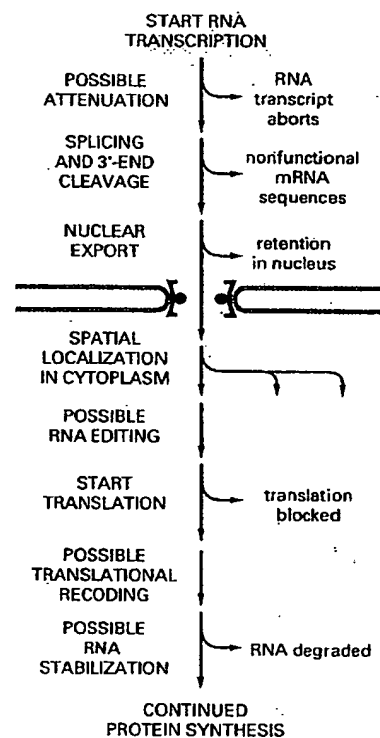 START RNA
TRANSCRIPTION
POSSIBLE
ATTENUATION
RNA
transcript
aborts
SPLICING
AND 3'-END
CLEAVAGE
nonfunctional
mRNA
sequences
NUCLEAR
EXPORT
retention
in nucleus
SPATIAL
LOCALIZATION
IN CYTOPLASM
POSSIBLE
RNA EDITING
START
TRANSLATION
translation
blocked
POSSIBLE
TRANSLATIONAL
RECODING
POSSIBLE
RNA
STABILIZATION
RNA degraded
CONTINUED
PROTEIN SYNTHESIS